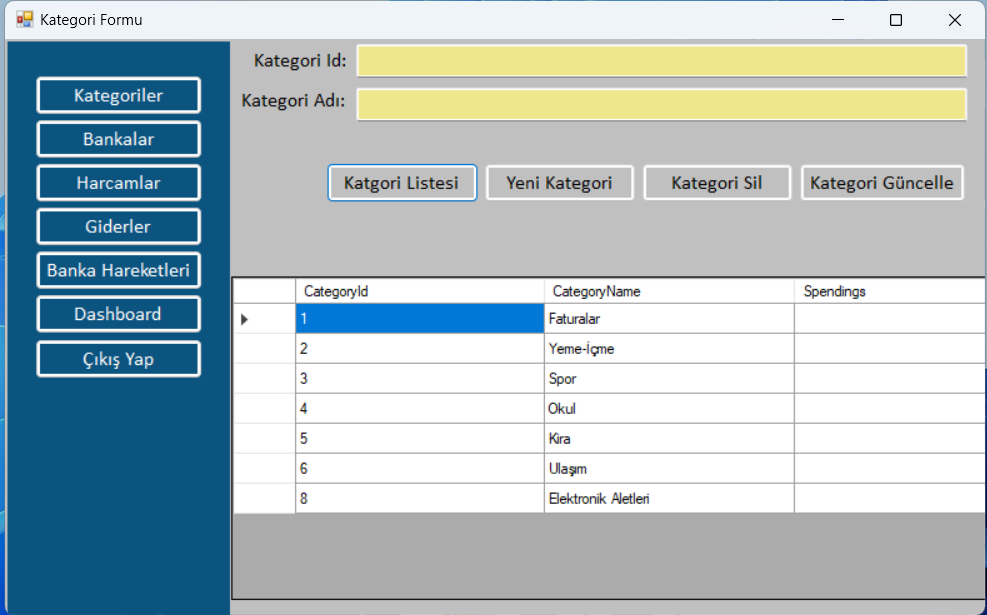 Kategori Formu
Kategoriler
Bankalar
Harcamlar
Giderler
Banka Hareketleri
Dashboard
Çıkış Yap
Kategori Id:
Kategori Adı:
Katgori Listesi Yeni Kategori Kategori Sil Kategori Güncelle
CategoryId CategoryName Spendings
1 Faturalar
2 Yeme-İçme
3 Spor
4 Okul
5 Kira
6 Ulaşım
8 Elektronik Aletleri